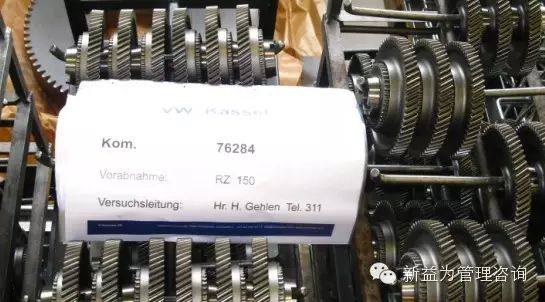 VW Kassel
Kom. 76284
Vorabnahme: RZ 150
Versuchsleitung: Hr. H. Gehlen Tel. 311
新益为管理咨询